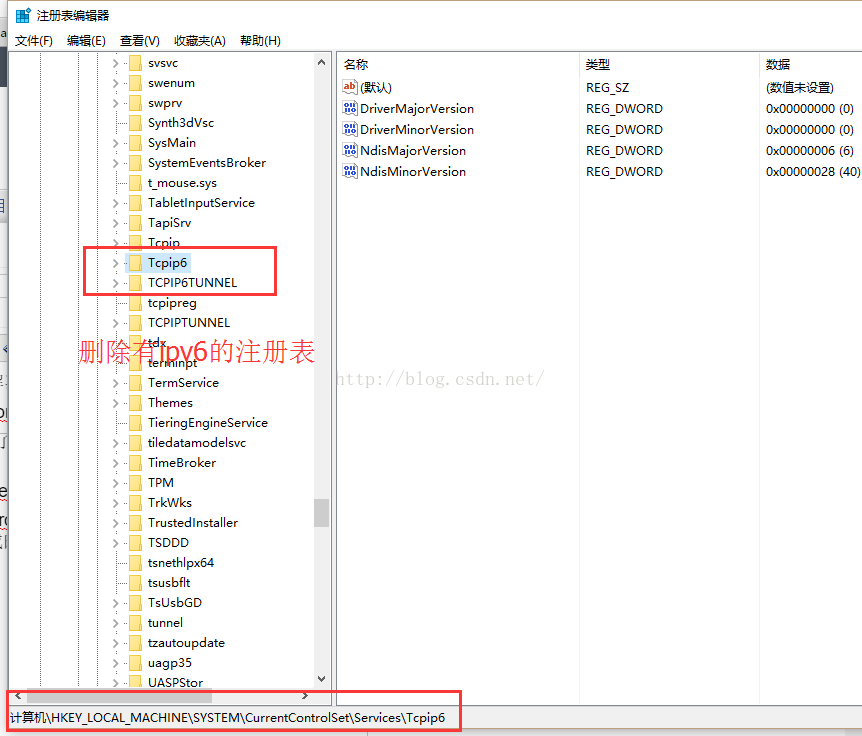 注册表编辑器
文件(F) 编辑(E) 查看(V) 收藏夹(A) 帮助(H)
svsvc
swenum
swprv
Synth3dVsc
SysMain
SystemEventsBroker
t_mouse.sys
TabletInputService
TapiSrv
Tcpip
Tcpip6
TCPIP6TUNNEL
tcpipreg
TCPIPTUNNEL
tdx
删除有ipv6的注册表
terminpt
TermService
Themes
TieringEngineService
tiledatamodelsvc
TimeBroker
TPM
TrkWks
TrustedInstaller
TSDDD
tsnethlpx64
tsusbflt
TsUsbGD
tunnel
tzautoupdate
uagp35
UASPStor
名称 类型 数据
(默认) REG_SZ (数值未设置)
DriverMajorVersion REG_DWORD 0x00000000 (0)
DriverMinorVersion REG_DWORD 0x00000000 (0)
NdisMajorVersion REG_DWORD 0x00000006 (6)
NdisMinorVersion REG_DWORD 0x00000028 (40)
http://blog.csdn.net/
计算机\HKEY_LOCAL_MACHINE\SYSTEM\CurrentControlSet\Services\Tcpip6